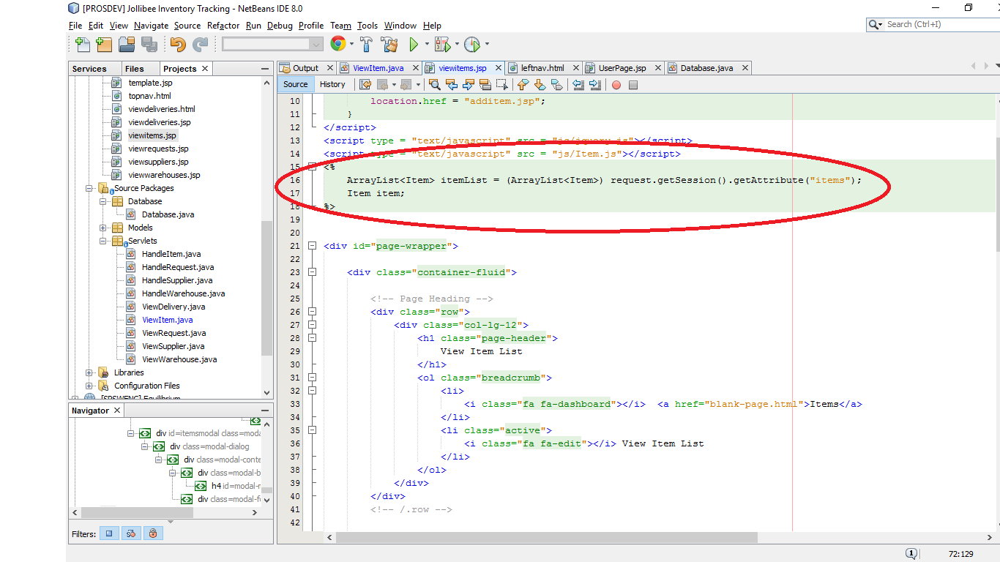 [PROSDEV] Jollibee Inventory Tracking - NetBeans IDE 8.0
File Edit View Navigate Source Refactor Run Debug Profile Team Tools Window Help
Search (Ctrl+I)
Services Files Projects
template.jsp
topnav.html
viewdeliveries.html
viewdeliveries.jsp
viewitems.jsp
viewrequests.jsp
viewsuppliers.jsp
viewwarehouses.jsp
Source Packages
Database
Database.java
Models
Servlets
HandleItem.java
HandleRequest.java
HandleSupplier.java
HandleWarehouse.java
ViewDelivery.java
ViewItem.java
ViewRequest.java
ViewSupplier.java
ViewWarehouse.java
Libraries
Configuration Files
Navigator
div id=itemsmodal class=moda
div class=modal-dialog
div class=modal-conte
div class=modal-b
h4 id=modal-r
div class=modal-f
Filters:
Output ViewItem.java viewitems.jsp leftnav.html UserPage.jsp Database.java
Source History
10 location.href = "additem.jsp";
11 }
12 </script>
13 <script type = "text/javascript" src = "js/jquery.js"></script>
14 <script type = "text/javascript" src = "js/Item.js"></script>
15 <%
16 ArrayList<Item> itemList = (ArrayList<Item>) request.getSession().getAttribute("items");
17 Item item;
18 %>
19
20
21 <div id="page-wrapper">
22
23 <div class="container-fluid">
24
25 <!-- Page Heading -->
26 <div class="row">
27 <div class="col-lg-12">
28 <h1 class="page-header">
29 View Item List
30 </h1>
31 <ol class="breadcrumb">
32 <li>
33 <i class="fa fa-dashboard"></i> <a href="blank-page.html">Items</a>
34 </li>
35 <li class="active">
36 <i class="fa fa-edit"></i> View Item List
37 </li>
38 </ol>
39 </div>
40 </div>
41 <!-- /.row -->
42
1
72:129